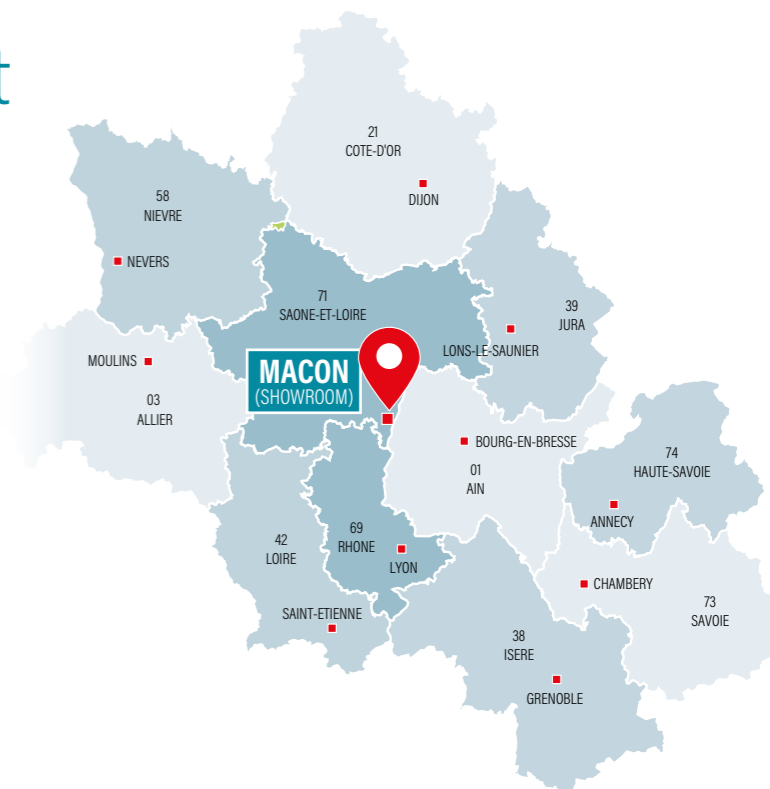 t
21
COTE-D'OR
DIJON
58
NIEVRE
NEVERS
71
SAONE-ET-LOIRE
39
JURA
LONS-LE-SAUNIER
MOULINS
03
ALLIER
MACON
(SHOWROOM)
BOURG-EN-BRESSE
01
AIN
74
HAUTE-SAVOIE
ANNECY
69
RHONE
LYON
42
LOIRE
SAINT-ETIENNE
CHAMBERY
73
SAVOIE
38
ISERE
GRENOBLE